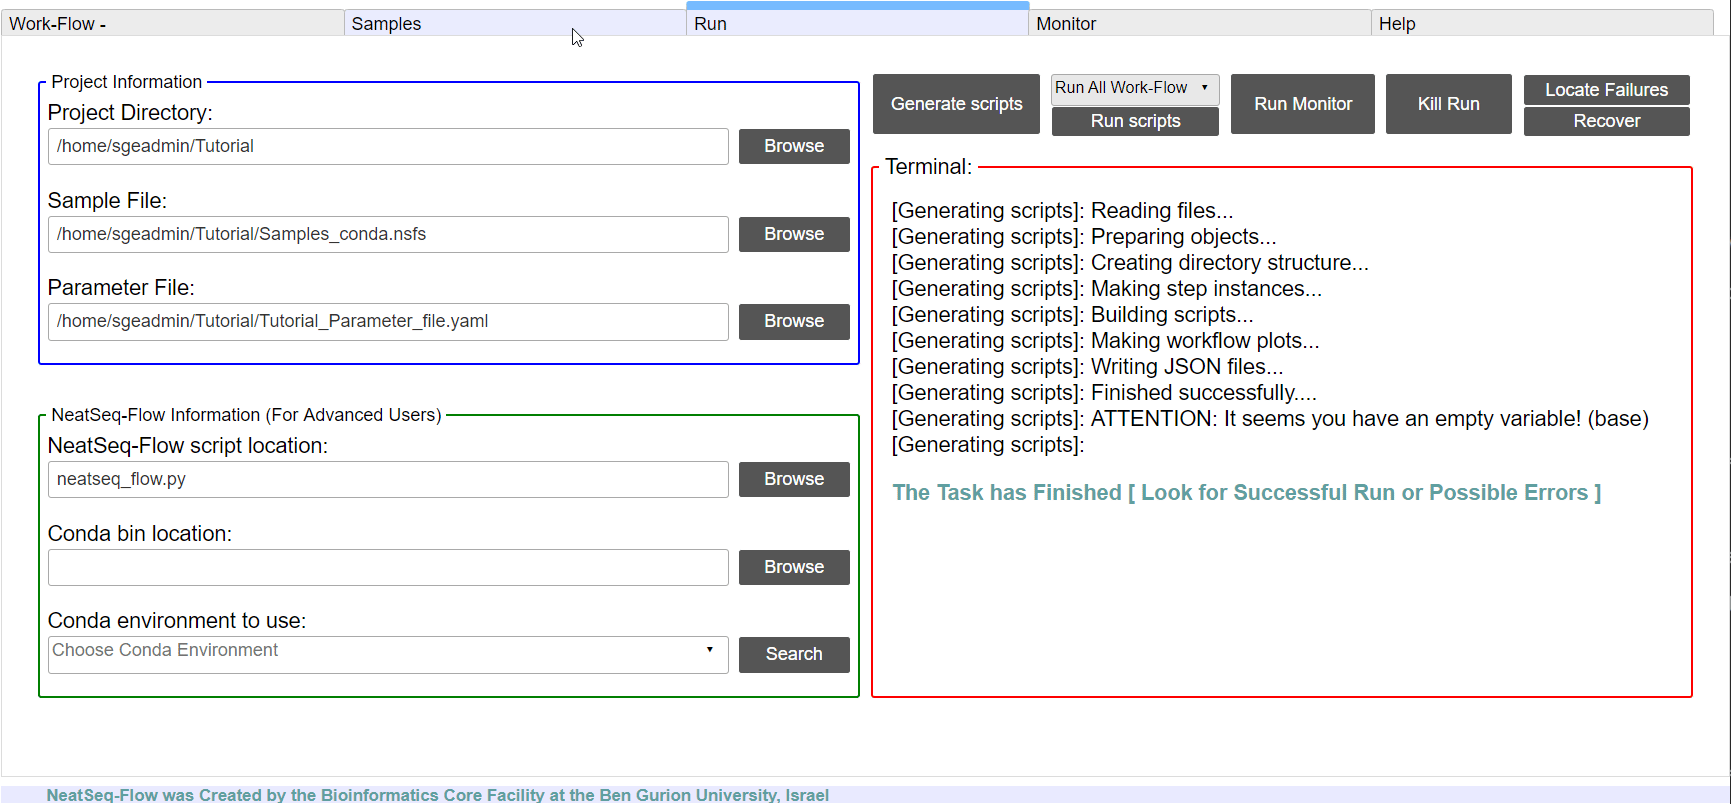 Work-Flow -
Samples
Run
Monitor
Help
Project Information
Project Directory:
/home/sgeadmin/Tutorial
Browse
Sample File:
/home/sgeadmin/Tutorial/Samples_conda.nsfs
Browse
Parameter File:
/home/sgeadmin/Tutorial/Tutorial_Parameter_file.yaml
Browse
NeatSeq-Flow Information (For Advanced Users)
NeatSeq-Flow script location:
neatseq_flow.py
Browse
Conda bin location:
Browse
Conda environment to use:
Choose Conda Environment
Search
Generate scripts
Run All Work-Flow
Run scripts
Run Monitor
Kill Run
Locate Failures
Recover
Terminal:
[Generating scripts]: Reading files...
[Generating scripts]: Preparing objects...
[Generating scripts]: Creating directory structure...
[Generating scripts]: Making step instances...
[Generating scripts]: Building scripts...
[Generating scripts]: Making workflow plots...
[Generating scripts]: Writing JSON files...
[Generating scripts]: Finished successfully....
[Generating scripts]: ATTENTION: It seems you have an empty variable! (base)
[Generating scripts]:
The Task has Finished [ Look for Successful Run or Possible Errors ]
NeatSeq-Flow was Created by the Bioinformatics Core Facility at the Ben Gurion University, Israel